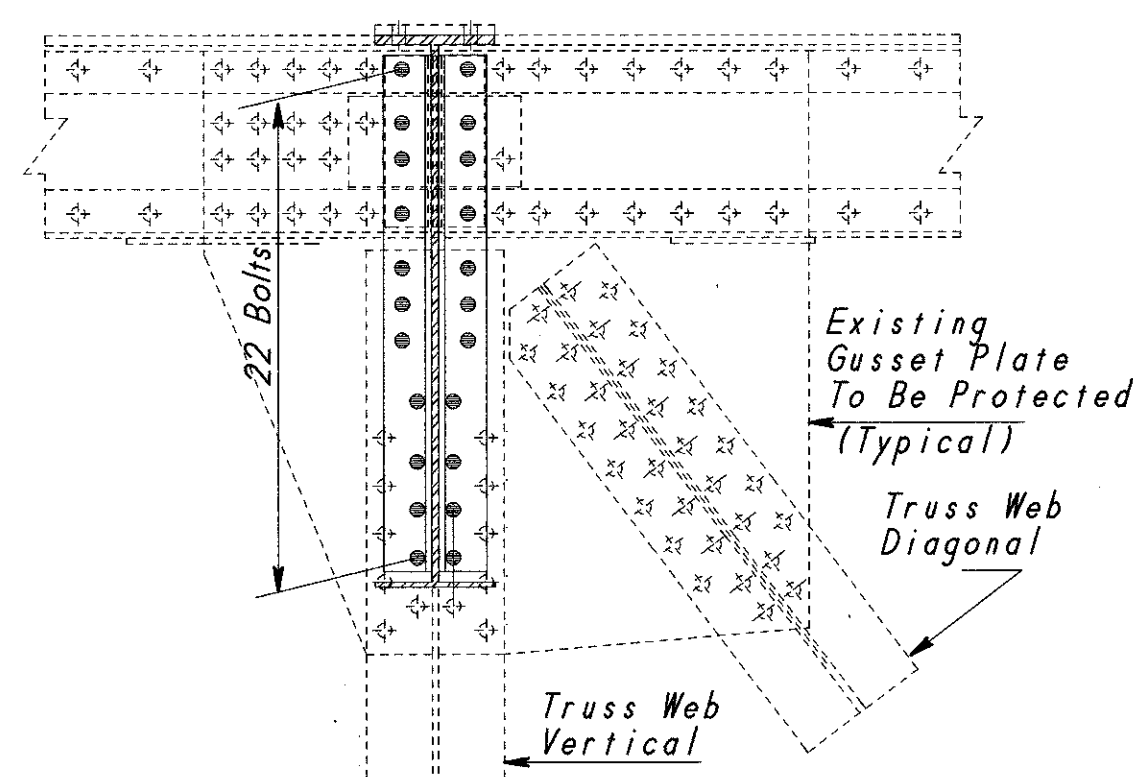 22 Bolts
Existing
Gusset Plate
To Be Protected
(Typical)
Truss Web
Diagonal
Truss Web
Vertical